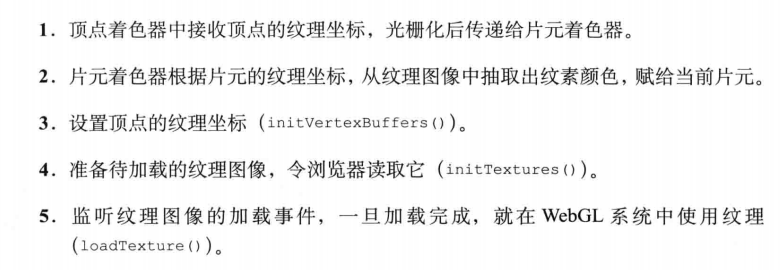 1. 顶点着色器中接收顶点的纹理坐标，光栅化后传递给片元着色器。
2. 片元着色器根据片元的纹理坐标，从纹理图像中抽取出纹素颜色，赋给当前片元。
3. 设置顶点的纹理坐标（initVertexBuffers()）。
4. 准备待加载的纹理图像，令浏览器读取它（initTextures()）。
5. 监听纹理图像的加载事件，一旦加载完成，就在 WebGL 系统中使用纹理
（loadTexture()）。